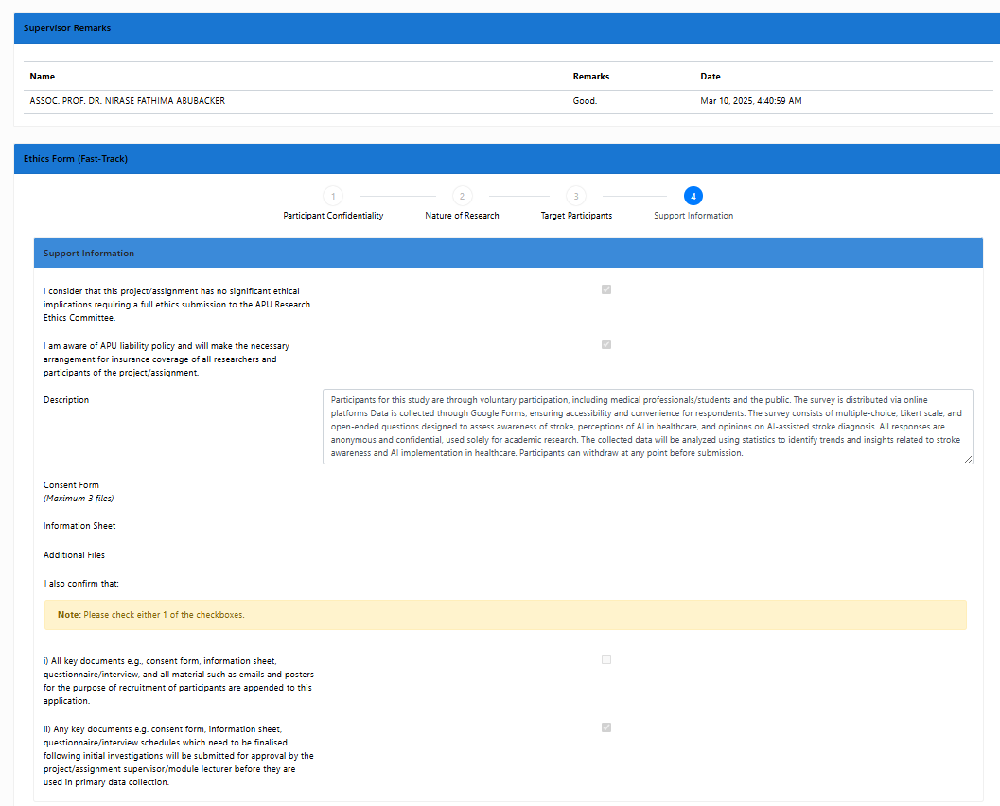 Supervisor Remarks
Name Remarks Date
ASSOC. PROF. DR. NIRASE FATHIMA ABUBACKER Good. Mar 10, 2025, 4:40:59 AM
Ethics Form (Fast-Track)
1 2 3 4
Participant Confidentiality Nature of Research Target Participants Support Information
Support Information
I consider that this project/assignment has no significant ethical
implications requiring a full ethics submission to the APU Research
Ethics Committee.
I am aware of APU liability policy and will make the necessary
arrangement for insurance coverage of all researchers and
participants of the project/assignment.
Description
Participants for this study are through voluntary participation, including medical professionals/students and the public. The survey is distributed via online
platforms Data is collected through Google Forms, ensuring accessibility and convenience for respondents. The survey consists of multiple-choice, Likert scale, and
open-ended questions designed to assess awareness of stroke, perceptions of AI in healthcare, and opinions on AI-assisted stroke diagnosis. All responses are
anonymous and confidential, used solely for academic research. The collected data will be analyzed using statistics to identify trends and insights related to stroke
awareness and AI implementation in healthcare. Participants can withdraw at any point before submission.
Consent Form
(Maximum 3 files)
Information Sheet
Additional Files
I also confirm that:
Note: Please check either 1 of the checkboxes.
i) All key documents e.g., consent form, information sheet,
questionnaire/interview, and all material such as emails and posters
for the purpose of recruitment of participants are appended to this
application.
ii) Any key documents e.g. consent form, information sheet,
questionnaire/interview schedules which need to be finalised
following initial investigations will be submitted for approval by the
project/assignment supervisor/module lecturer before they are
used in primary data collection.